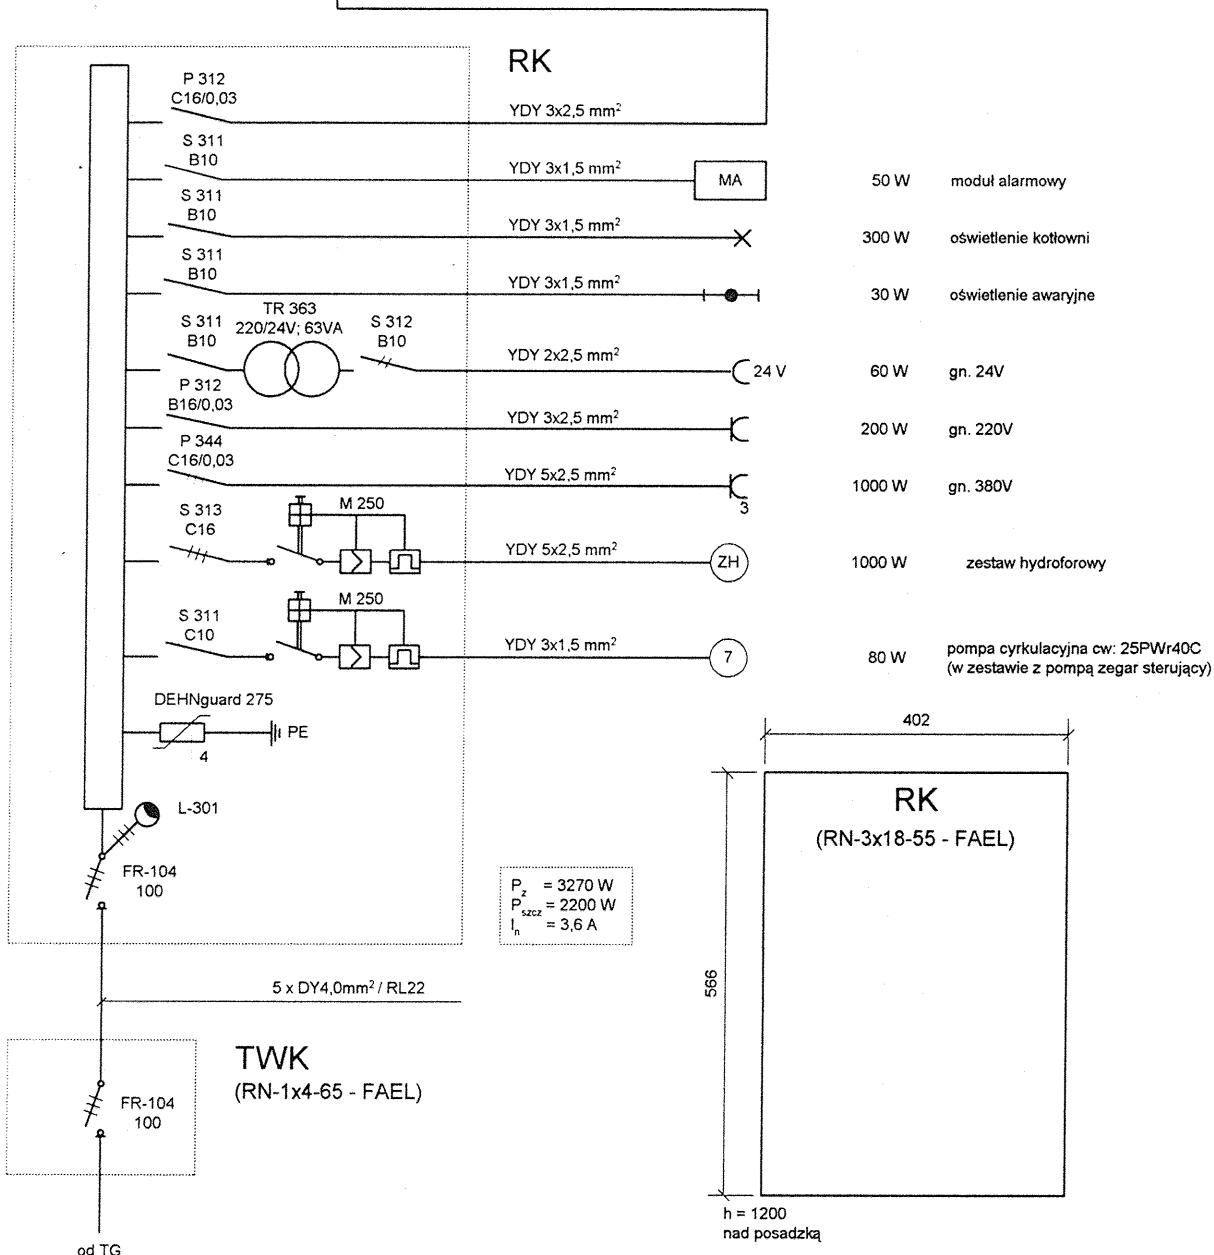 RK
P 312
C16/0,03
YDY 3x2,5 mm²
S 311
B10
YDY 3x1,5 mm²
MA
50 W
moduł alarmowy
S 311
B10
YDY 3x1,5 mm²
300 W
oświetlenie kotłowni
S 311
B10
YDY 3x1,5 mm²
30 W
oświetlenie awaryjne
S 311
B10
TR 363
220/24V; 63VA
S 312
B10
YDY 2x2,5 mm²
24 V
60 W
gn. 24V
P 312
B16/0,03
YDY 3x2,5 mm²
200 W
gn. 220V
P 344
C16/0,03
YDY 5x2,5 mm²
3
1000 W
gn. 380V
S 313
C16
M 250
YDY 5x2,5 mm²
ZH
1000 W
zestaw hydroforowy
S 311
C10
M 250
YDY 3x1,5 mm²
7
80 W
pompa cyrkulacyjna cw: 25PWr40C
(w zestawie z pompą zegar sterujący)
DEHNguard 275
4
PE
L-301
FR-104
100
P_z = 3270 W
P_szcz = 2200 W
I_n = 3,6 A
5 x DY4,0mm² / RL22
TWK
(RN-1x4-65 - FAEL)
FR-104
100
od TG
402
RK
(RN-3x18-55 - FAEL)
566
h = 1200
nad posadzką